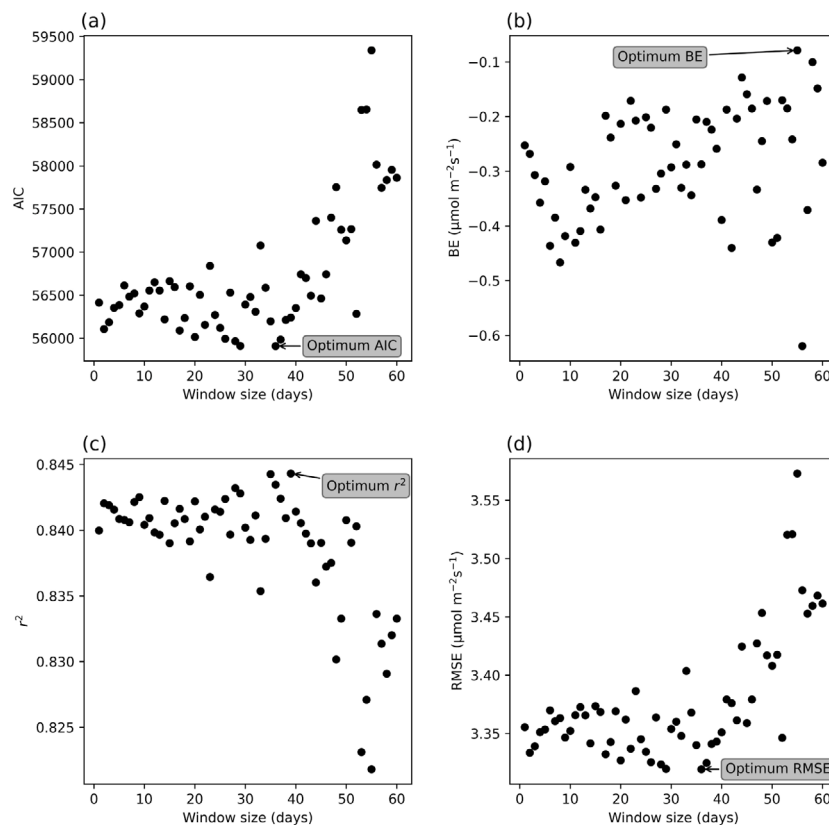 (a)
59500
59000
58500
58000
57500
57000
56500
56000
AIC
Optimum AIC
0 10 20 30 40 50 60
Window size (days)
(b)
−0.1
−0.2
−0.3
−0.4
−0.5
−0.6
BE (μmol m−2s−1)
Optimum BE
0 10 20 30 40 50 60
Window size (days)
(c)
0.845
0.840
0.835
0.830
0.825
r2
Optimum r2
0 10 20 30 40 50 60
Window size (days)
(d)
3.55
3.50
3.45
3.40
3.35
RMSE (μmol m−2s−1)
Optimum RMSE
0 10 20 30 40 50 60
Window size (days)